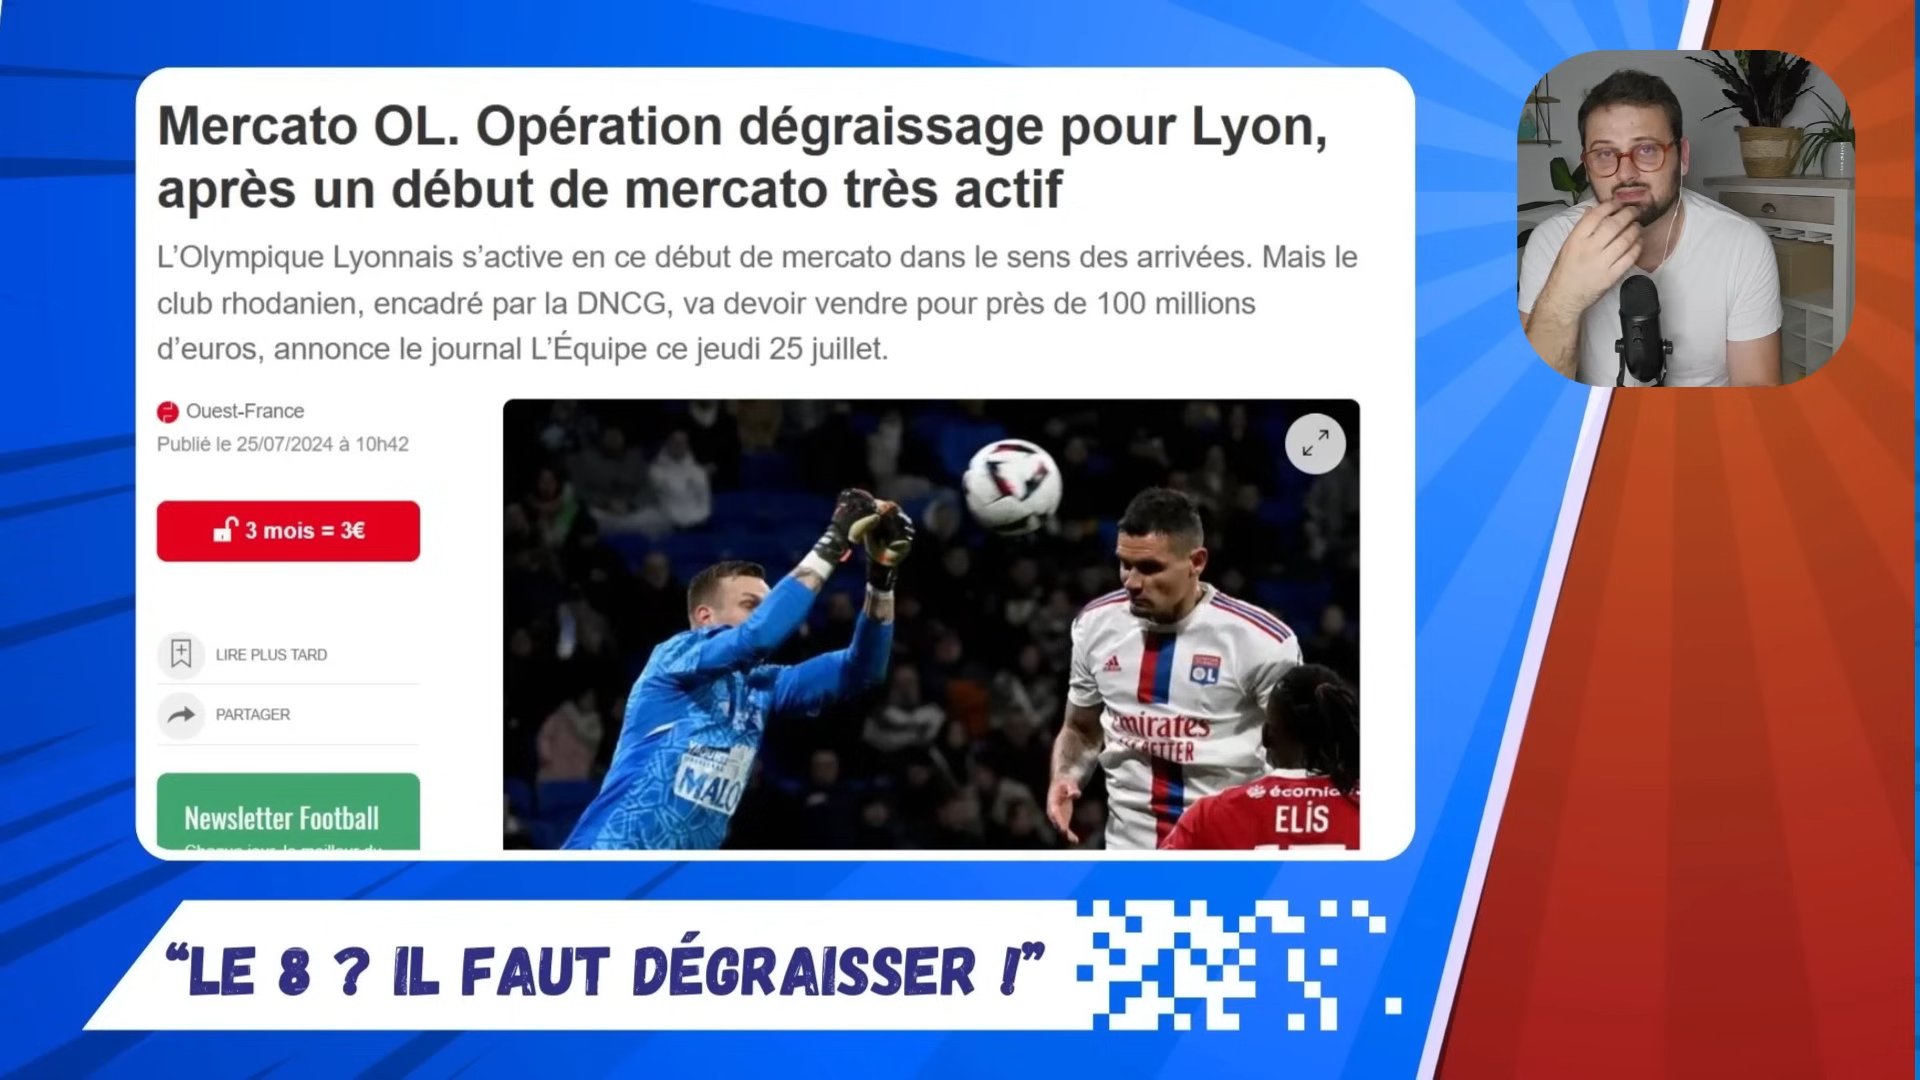 Mercato OL. Opération dégraissage pour Lyon,
après un début de mercato très actif
L’Olympique Lyonnais s’active en ce début de mercato dans le sens des arrivées. Mais le
club rhodanien, encadré par la DNCG, va devoir vendre pour près de 100 millions
d’euros, annonce le journal L’Équipe ce jeudi 25 juillet.
Ouest-France
Publié le 25/07/2024 à 10h42
3 mois = 3€
LIRE PLUS TARD
PARTAGER
Newsletter Football
OL
Emirates
ELİS
“LE 8 ? IL FAUT DÉGRAISSER !”